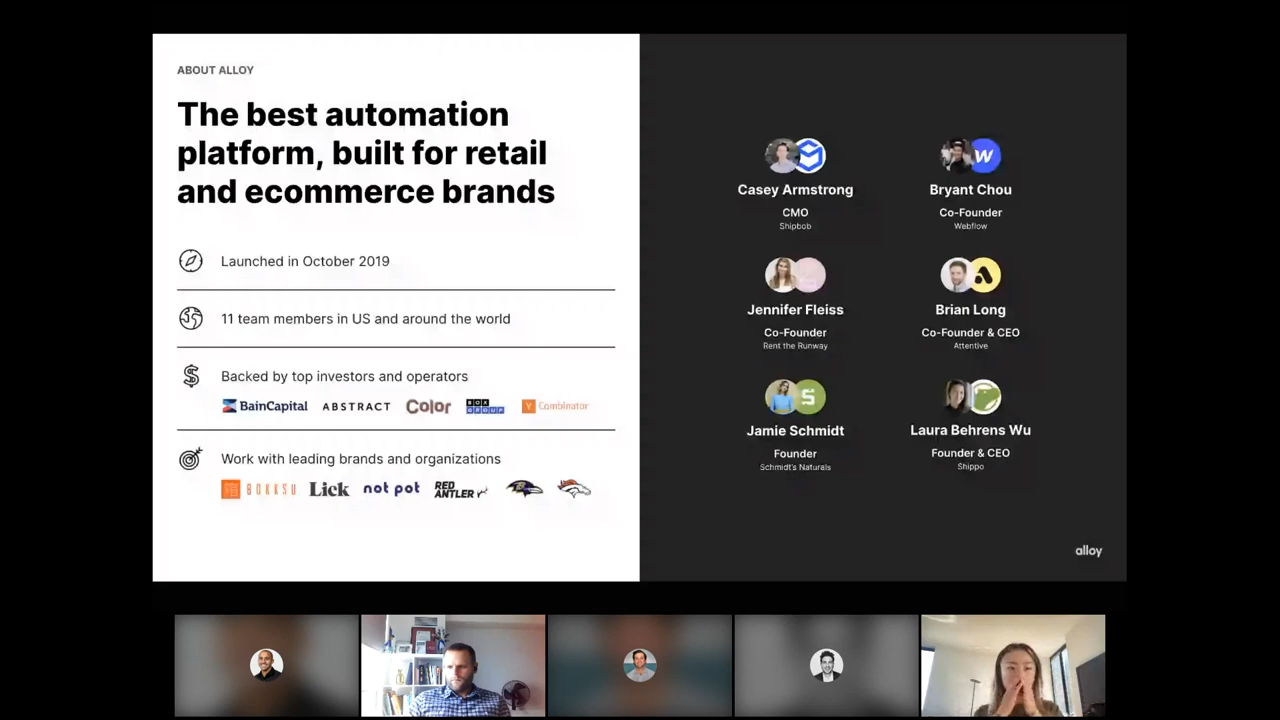 ABOUT ALLOY
The best automation
platform, built for retail
and ecommerce brands
Launched in October 2019
11 team members in US and around the world
Backed by top investors and operators
BainCapital ABSTRACT Color BOX GROUP Y Combinator
Work with leading brands and organizations
BOKKSU Lick not pot RED ANTLER
Casey Armstrong
CMO
Shipbob
W
Bryant Chou
Co-Founder
Webflow
Jennifer Fleiss
Co-Founder
Rent the Runway
Brian Long
Co-Founder & CEO
Attentive
S
Jamie Schmidt
Founder
Schmidt's Naturals
Laura Behrens Wu
Founder & CEO
Shippo
alloy